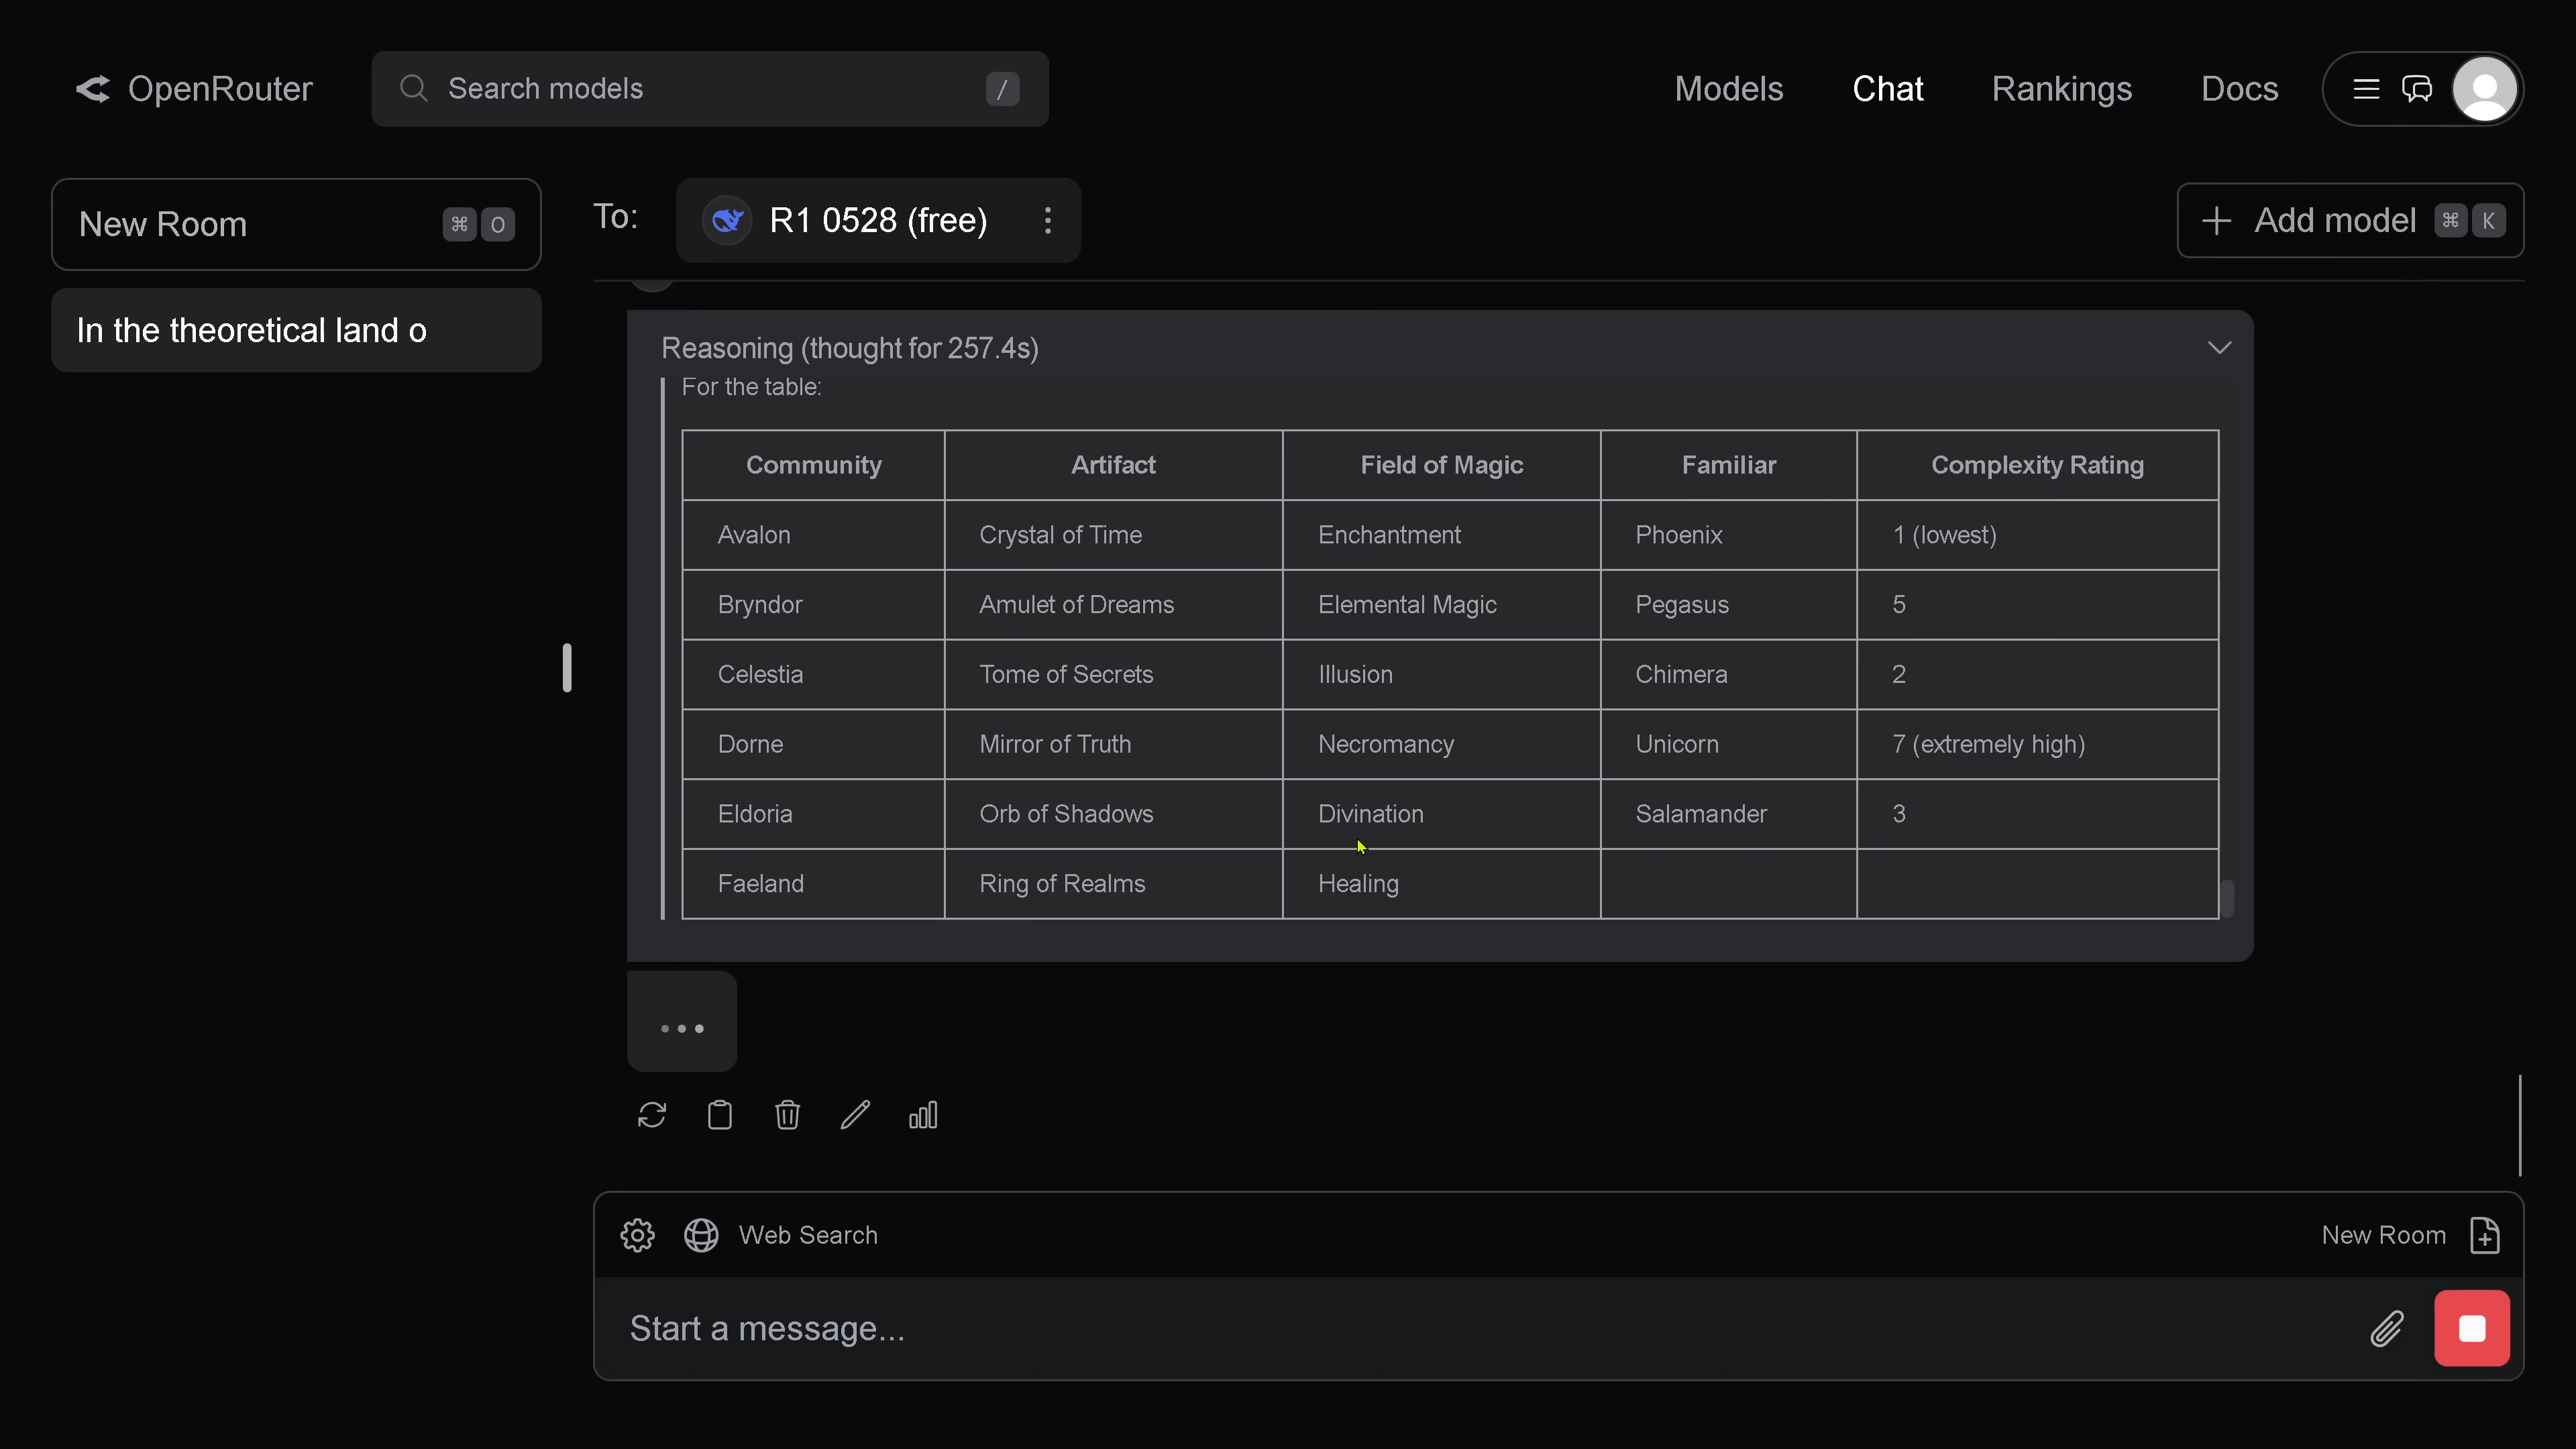 OpenRouter
Search models /
Models Chat Rankings Docs
New Room ⌘ O
To: R1 0528 (free)
Add model ⌘ K
In the theoretical land o
Reasoning (thought for 257.4s)
For the table:
Community Artifact Field of Magic Familiar Complexity Rating
Avalon Crystal of Time Enchantment Phoenix 1 (lowest)
Bryndor Amulet of Dreams Elemental Magic Pegasus 5
Celestia Tome of Secrets Illusion Chimera 2
Dorne Mirror of Truth Necromancy Unicorn 7 (extremely high)
Eldoria Orb of Shadows Divination Salamander 3
Faeland Ring of Realms Healing
Web Search New Room
Start a message...